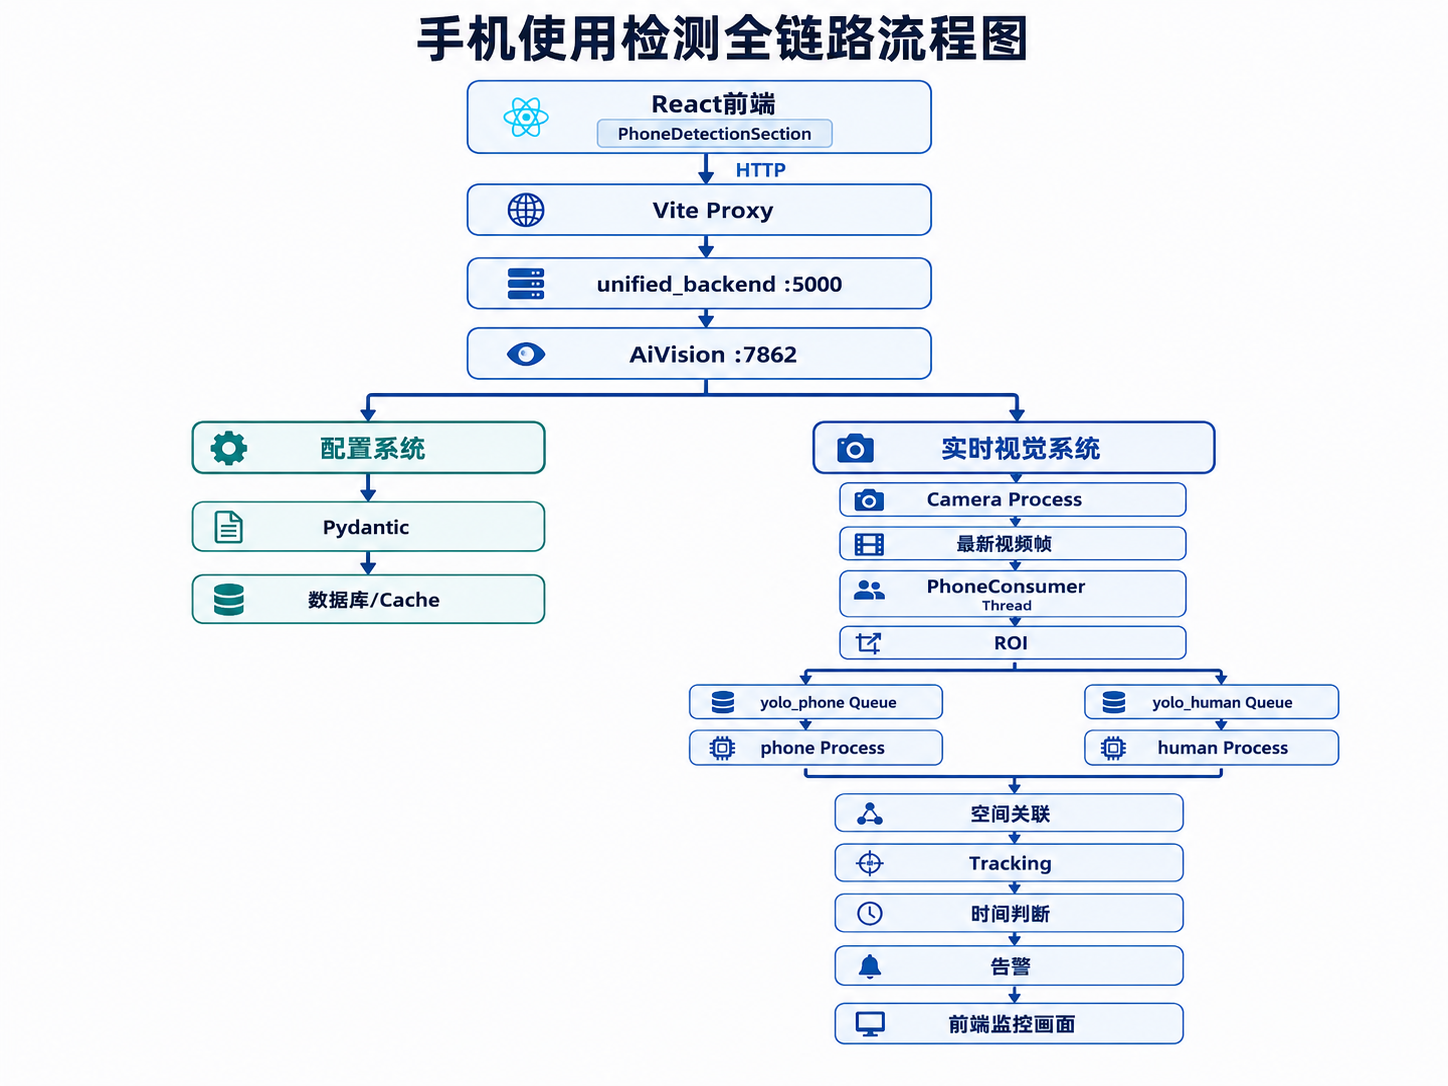 手机使用检测全链路流程图
React前端
PhoneDetectionSection
HTTP
Vite Proxy
unified_backend :5000
AiVision :7862
配置系统
Pydantic
数据库/Cache
实时视觉系统
Camera Process
最新视频帧
PhoneConsumer
Thread
ROI
yolo_phone Queue
yolo_human Queue
phone Process
human Process
空间关联
Tracking
时间判断
告警
前端监控画面